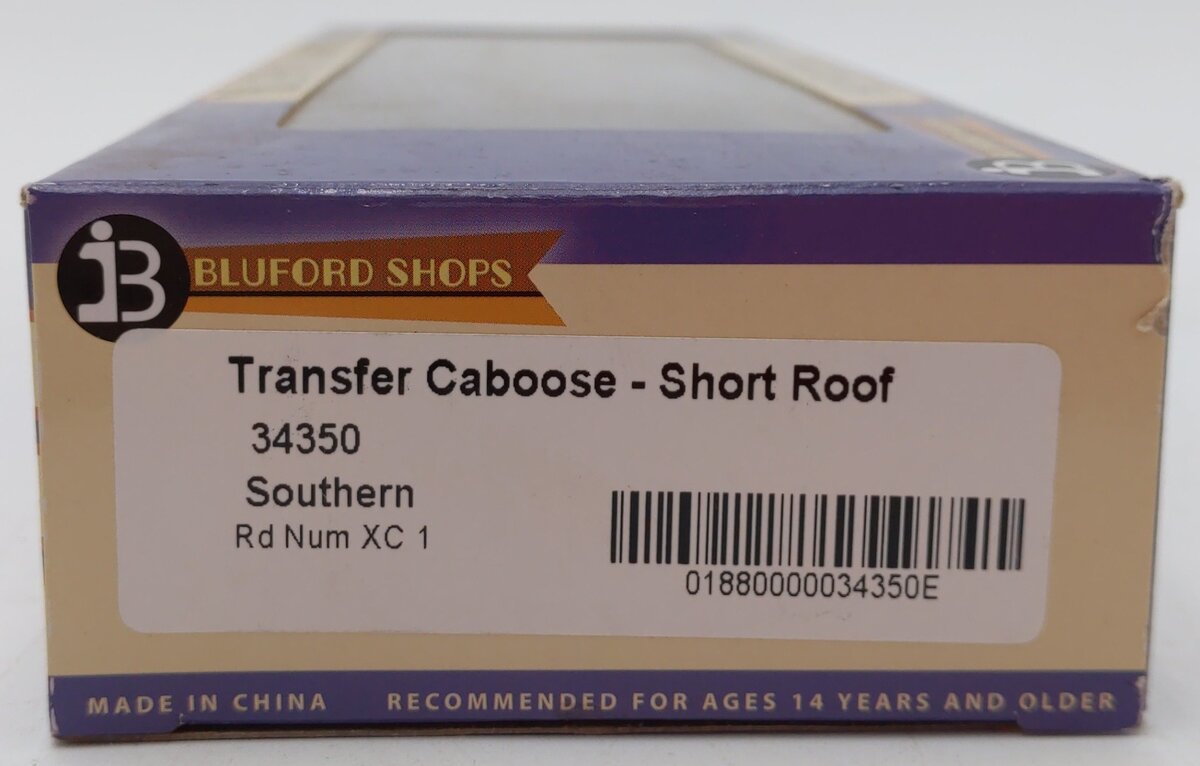 BLUFORD SHOPS
Transfer Caboose - Short Roof
34350
Southern
Rd Num XC 1
01880000034350E
MADE IN CHINA RECOMMENDED FOR AGES 14 YEARS AND OLDER